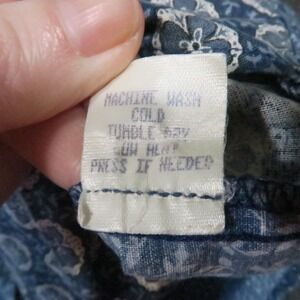 MACHINE WASH
COLD
TUMBLE DRY
LOW HEAT
PRESS IF NEEDED